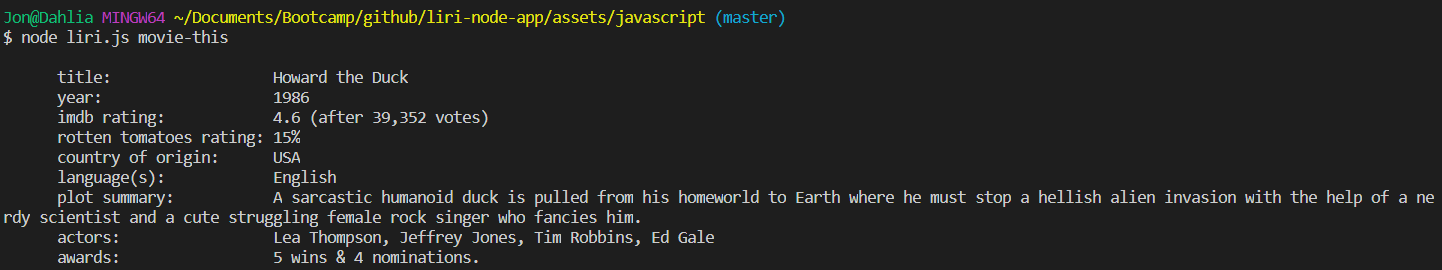 Jon@Dahlia MINGW64 ~/Documents/Bootcamp/github/liri-node-app/assets/javascript (master)
$ node liri.js movie-this
title: Howard the Duck
year: 1986
imdb rating: 4.6 (after 39,352 votes)
rotten tomatoes rating: 15%
country of origin: USA
language(s): English
plot summary: A sarcastic humanoid duck is pulled from his homeworld to Earth where he must stop a hellish alien invasion with the help of a ne
rdy scientist and a cute struggling female rock singer who fancies him.
actors: Lea Thompson, Jeffrey Jones, Tim Robbins, Ed Gale
awards: 5 wins & 4 nominations.